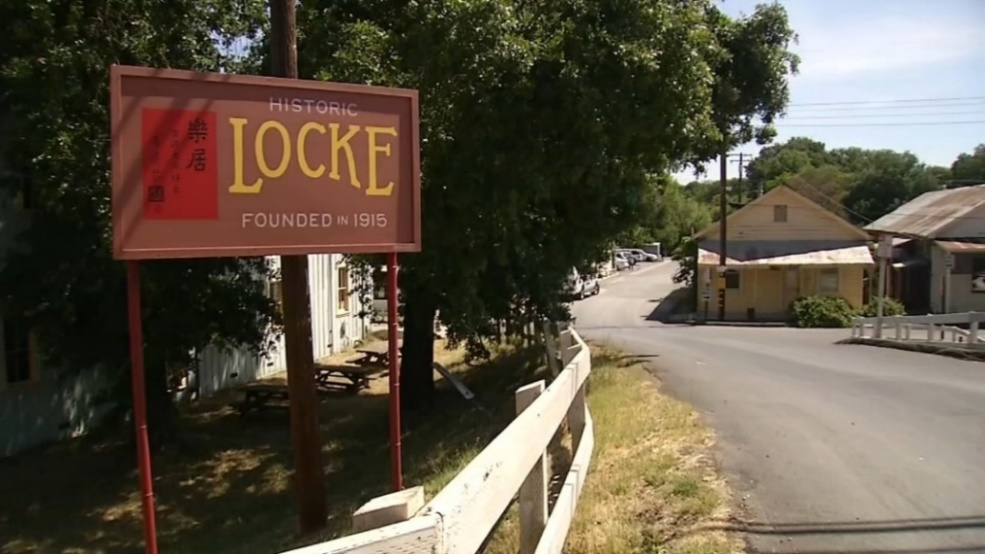 HISTORIC
樂居
LOCKE
FOUNDED IN 1915